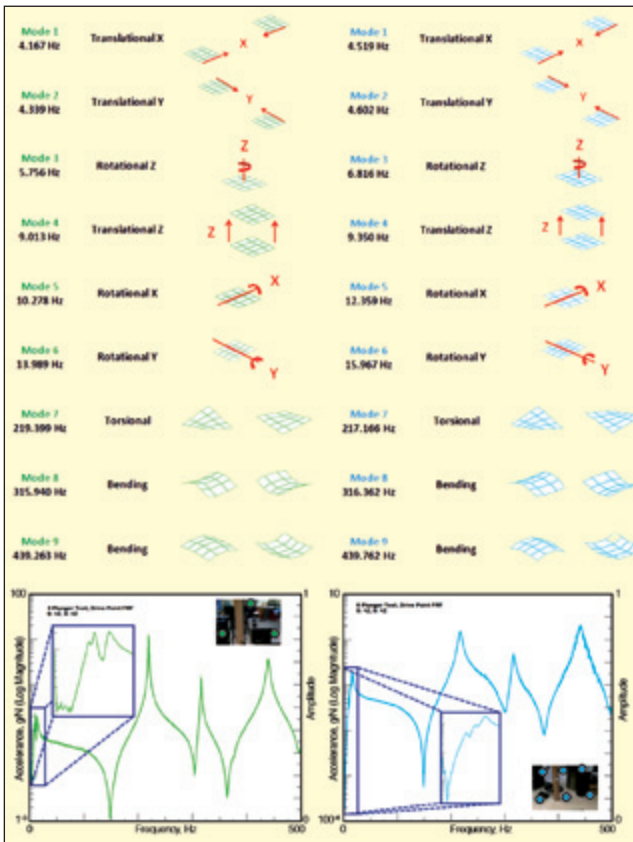 Mode 1
4.167 Hz
Translational X
X
Mode 1
4.519 Hz
Translational X
X
Mode 2
4.339 Hz
Translational Y
Y
Mode 2
4.602 Hz
Translational Y
Y
Mode 3
5.756 Hz
Rotational Z
Z
Mode 3
6.816 Hz
Rotational Z
Z
Mode 4
9.013 Hz
Translational Z
Z
Mode 4
9.350 Hz
Translational Z
Z
Mode 5
10.278 Hz
Rotational X
X
Mode 5
12.359 Hz
Rotational X
X
Mode 6
13.989 Hz
Rotational Y
Y
Mode 6
15.967 Hz
Rotational Y
Y
Mode 7
219.399 Hz
Torsional
Mode 7
217.166 Hz
Torsional
Mode 8
315.940 Hz
Bending
Mode 8
316.362 Hz
Bending
Mode 9
439.263 Hz
Bending
Mode 9
439.762 Hz
Bending
100
1
Accelerance, g/N (Log Magnitude)
Amplitude
0
0
500
Frequency, Hz
10
1
Accelerance, g/N (Log Magnitude)
Amplitude
0
0
500
Frequency, Hz